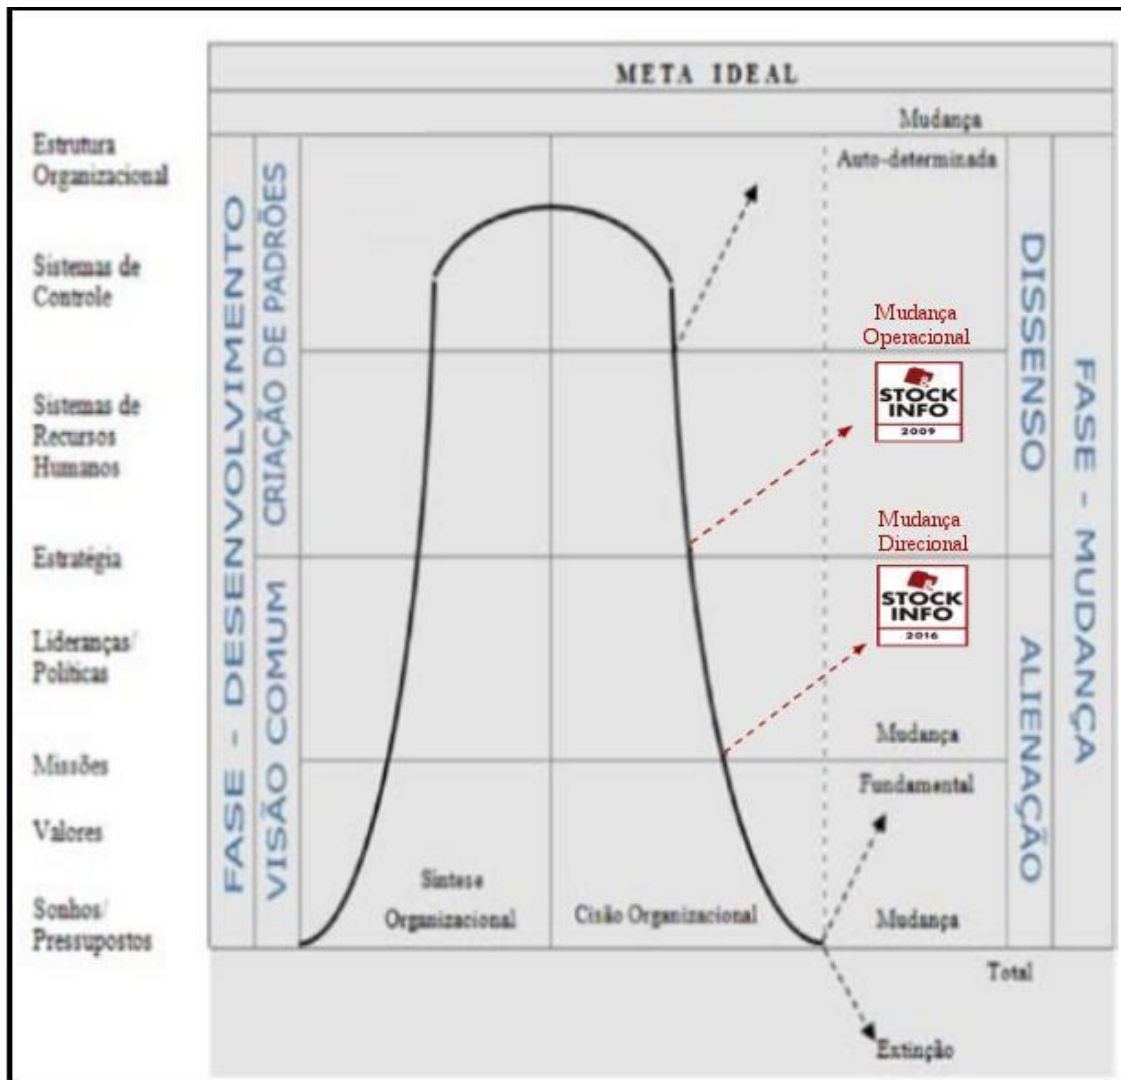 META IDEAL
Mudança
Auto-determinada
Estrutura
Organizacional
Sistemas de
Controle
Sistemas de
Recursos
Humanos
Estratégia
Lideranças/
Políticas
Missões
Valores
Sonhos/
Pressupostos
FASE - DESENVOLVIMENTO
CRIAÇÃO DE PADRÕES
VISÃO COMUM
Síntese
Organizacional
Cisão Organizacional
Mudança
Operacional
&
STOCK
INFO
2009
Mudança
Direcional
&
STOCK
INFO
2016
Mudança
Fundamental
Mudança
Total
Extinção
DISSENSO
ALIENAÇÃO
FASE - MUDANÇA